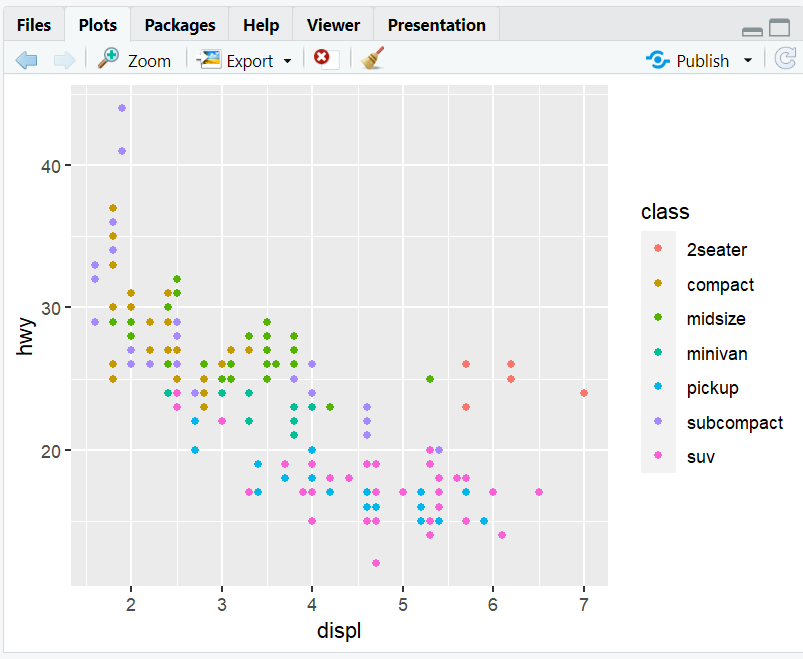 Files Plots Packages Help Viewer Presentation
Zoom Export Publish
class
2seater
compact
midsize
minivan
pickup
subcompact
suv
40
30
20
hwy
2 3 4 5 6 7
displ